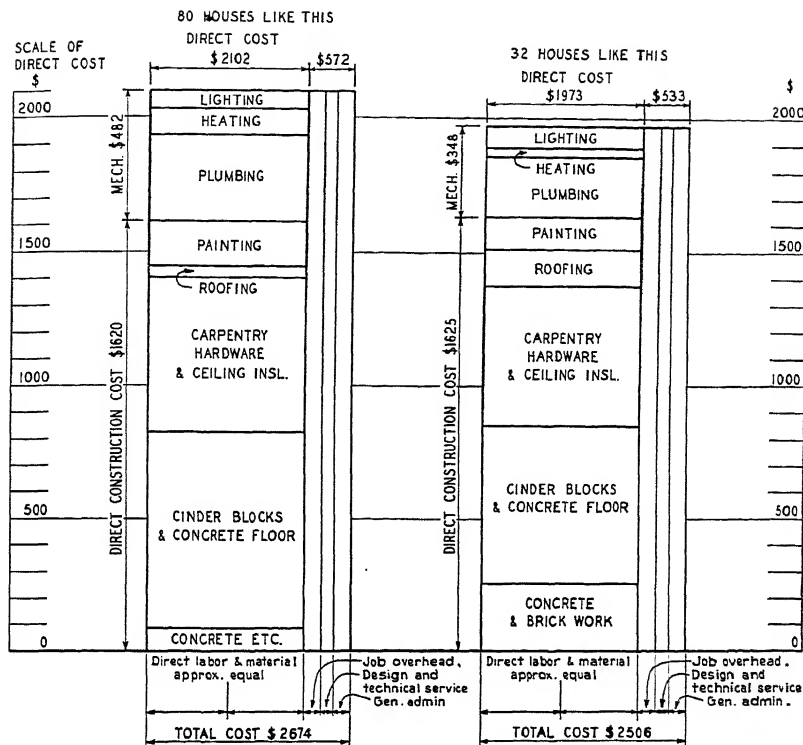 80 HOUSES LIKE THIS
DIRECT COST
$2102
$572
SCALE OF
DIRECT COST
$
2000
1500
1000
500
0
MECH. $482
DIRECT CONSTRUCTION COST $1620
LIGHTING
HEATING
PLUMBING
PAINTING
ROOFING
CARPENTRY
HARDWARE
& CEILING INSL.
CINDER BLOCKS
& CONCRETE FLOOR
CONCRETE ETC.
Direct labor & material
approx. equal
Job overhead.
Design and
technical service
Gen. admin
TOTAL COST $2674
32 HOUSES LIKE THIS
DIRECT COST
$1973
$533
MECH. $348
DIRECT CONSTRUCTION COST $1625
LIGHTING
HEATING
PLUMBING
PAINTING
ROOFING
CARPENTRY
HARDWARE
& CEILING INSL.
CINDER BLOCKS
& CONCRETE FLOOR
CONCRETE
& BRICK WORK
Direct labor & material
approx. equal
Job overhead.
Design and
technical service
Gen. admin.
TOTAL COST $2506
$
2000
1500
1000
500
0